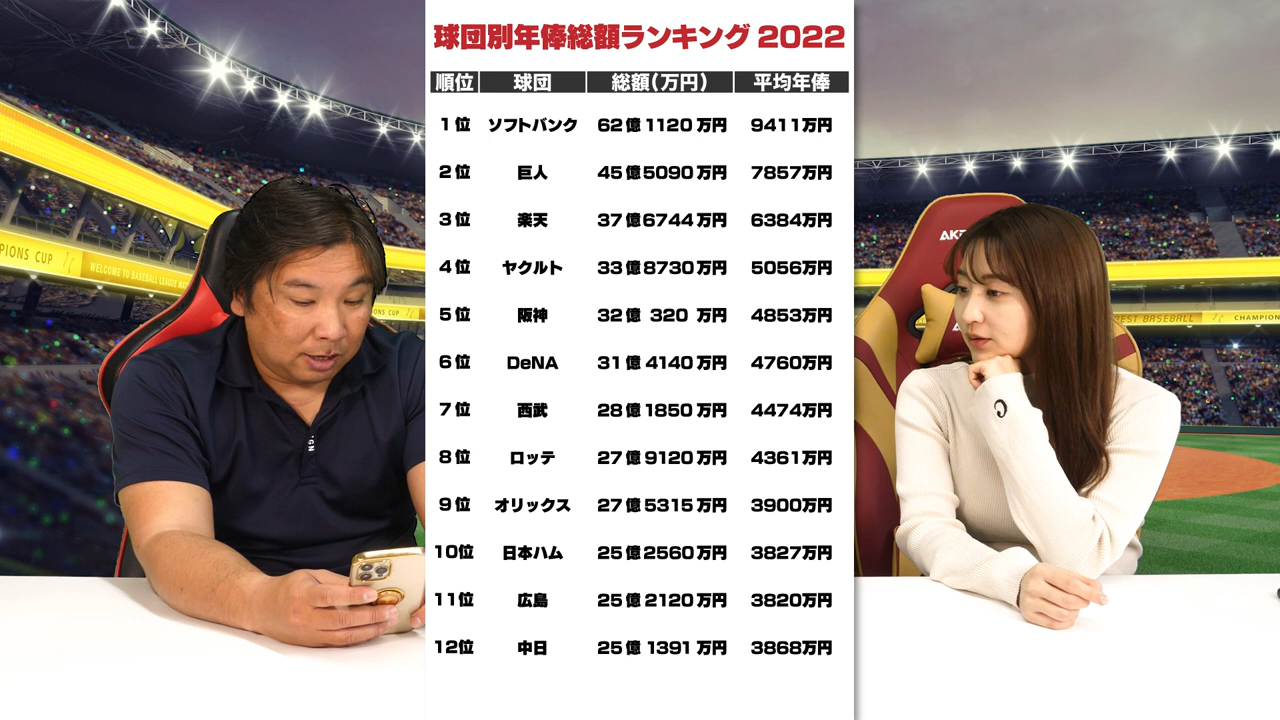 球団別年俸総額ランキング 2022
順位 球団 総額(万円) 平均年俸
1位 ソフトバンク 62億1120万円 9411万円
2位 巨人 45億5090万円 7857万円
3位 楽天 37億6744万円 6384万円
4位 ヤクルト 33億8730万円 5056万円
5位 阪神 32億 320 万円 4853万円
6位 DeNA 31億4140万円 4760万円
7位 西武 28億1850万円 4474万円
8位 ロッテ 27億9120万円 4361万円
9位 オリックス 27億5315万円 3900万円
10位 日本ハム 25億2560万円 3827万円
11位 広島 25億2120万円 3820万円
12位 中日 25億1391万円 3868万円
PIONS CUP
WELCOME TO BASEBALL LEAGUE
IONS CUP
BASEBALL
CHAMPION